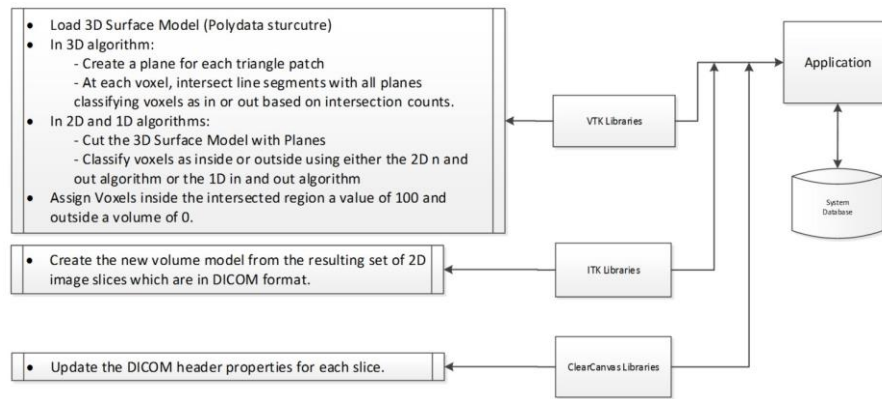 • Load 3D Surface Model (Polydata sturcutre)
• In 3D algorithm:
- Create a plane for each triangle patch
- At each voxel, intersect line segments with all planes
classifying voxels as in or out based on intersection counts.
• In 2D and 1D algorithms:
- Cut the 3D Surface Model with Planes
- Classify voxels as inside or outside using either the 2D n and
out algorithm or the 1D in and out algorithm
• Assign Voxels inside the intersected region a value of 100 and
outside a volume of 0.
VTK Libraries
Application
System
Database
• Create the new volume model from the resulting set of 2D
image slices which are in DICOM format.
ITK Libraries
• Update the DICOM header properties for each slice.
ClearCanvas Libraries